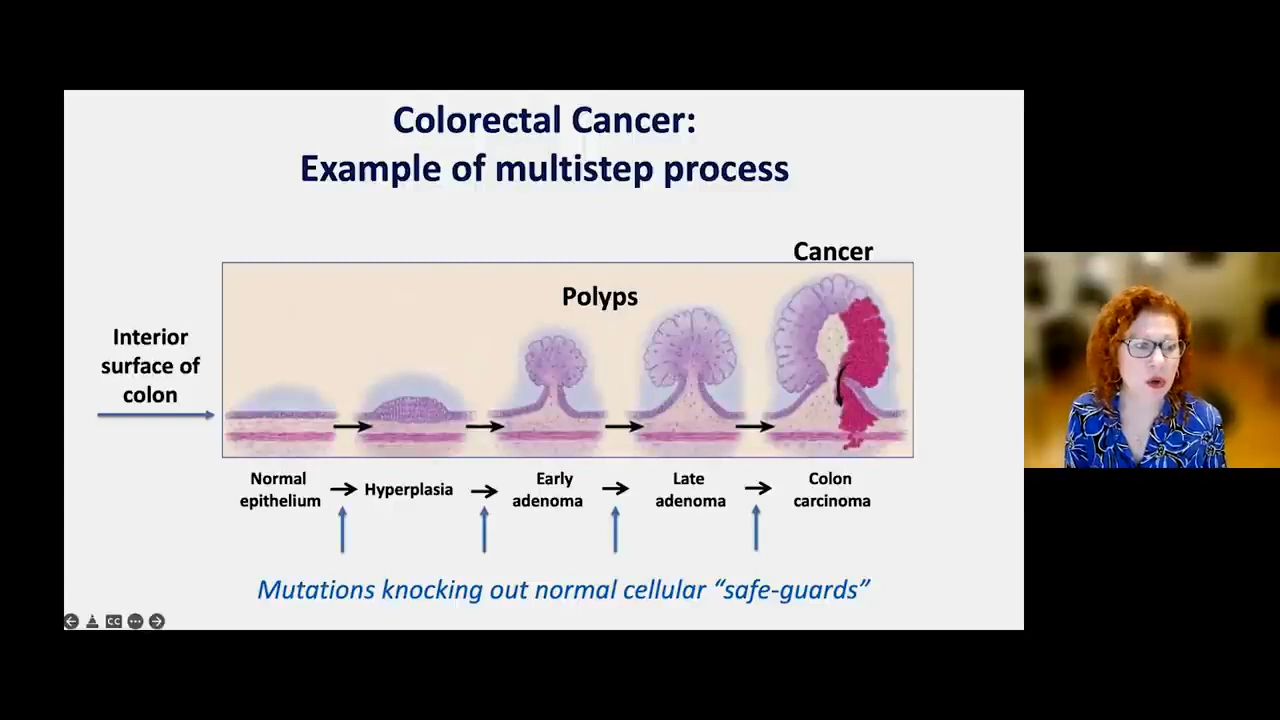 Colorectal Cancer:
Example of multistep process
Cancer
Polyps
Interior
surface of
colon
Normal
epithelium
Hyperplasia
Early
adenoma
Late
adenoma
Colon
carcinoma
Mutations knocking out normal cellular “safe-guards”
CC